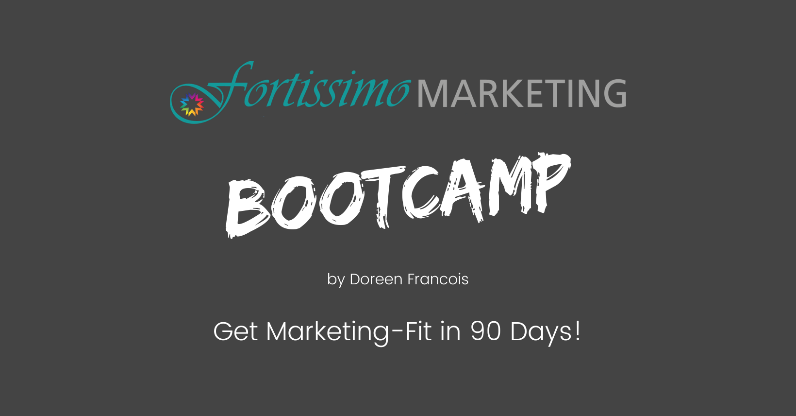 fortissimo MARKETING
BOOTCAMP
by Doreen Francois
Get Marketing-Fit in 90 Days!